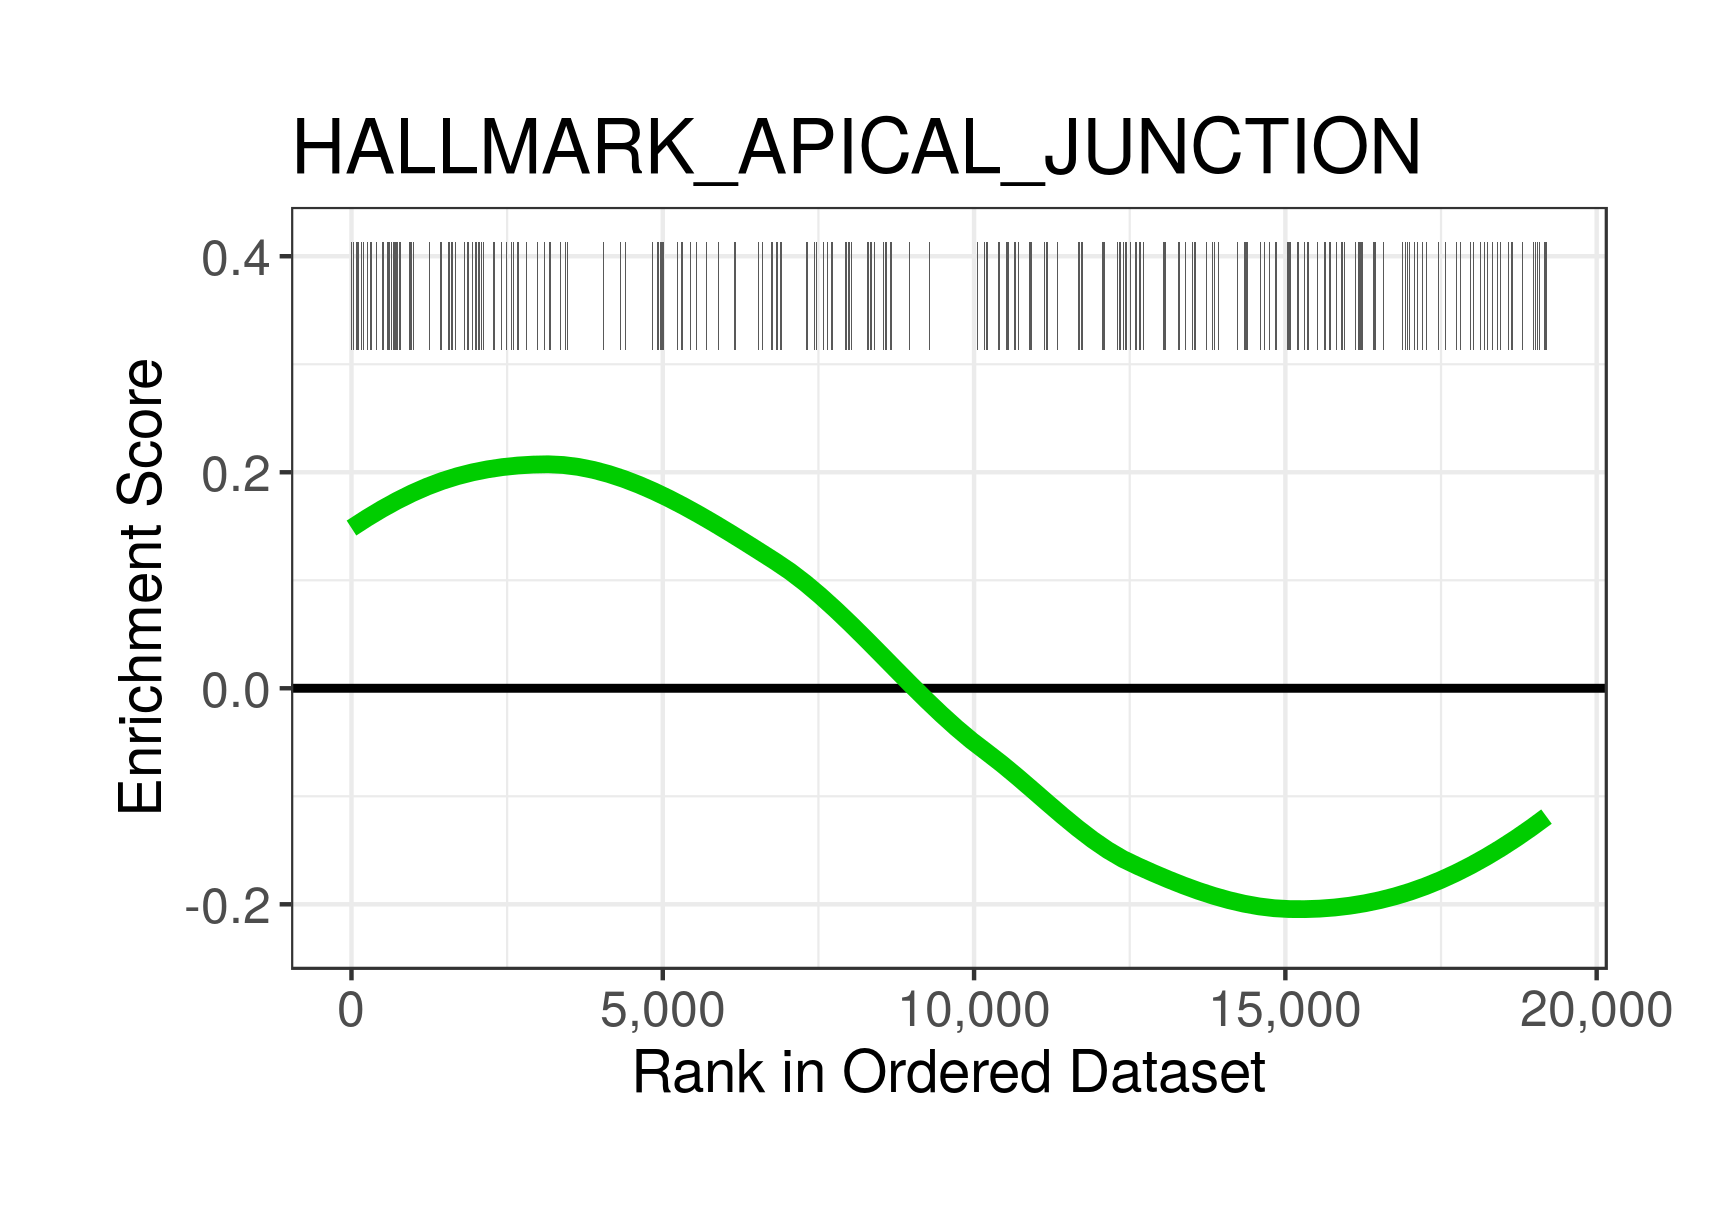 HALLMARK_APICAL_JUNCTION
Enrichment Score
0.4
0.2
0.0
-0.2
0 5,000 10,000 15,000 20,000
Rank in Ordered Dataset